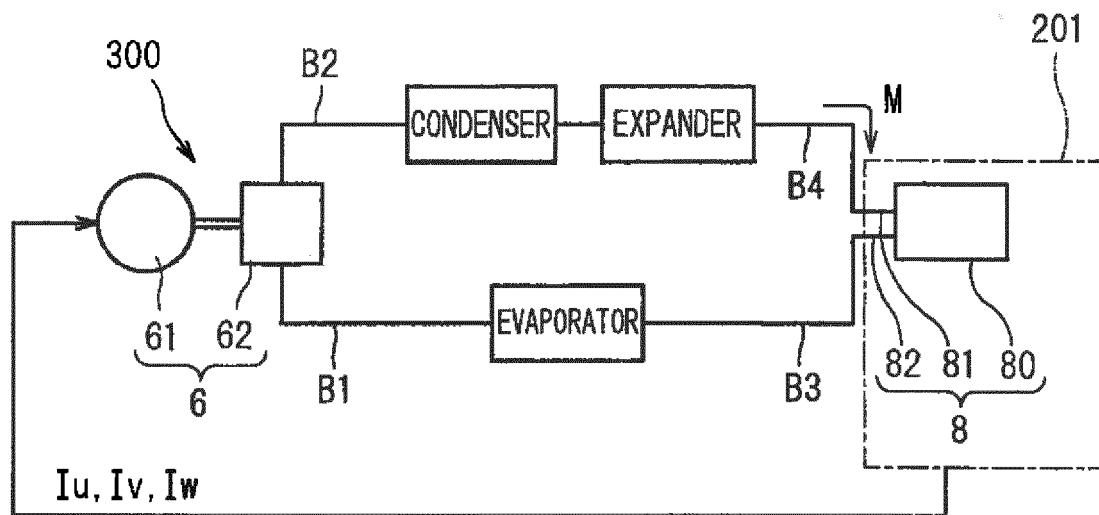 300
B2
CONDENSER
EXPANDER
M
201
B4
61
62
6
B1
EVAPORATOR
B3
82
81
80
8
Iu, Iv, Iw